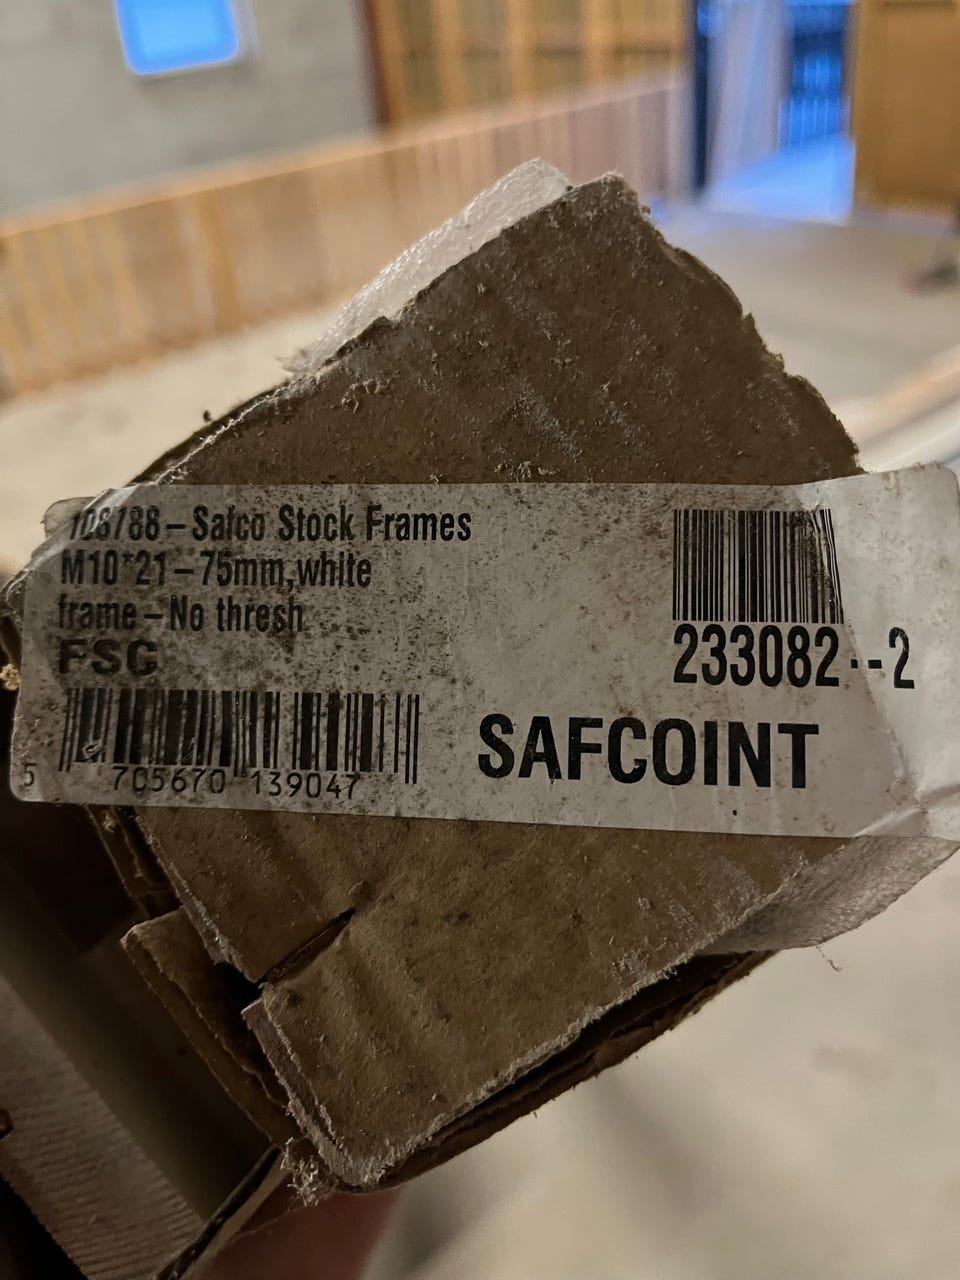 108788 – Safco Stock Frames
M10*21 – 75mm,white
frame – No thresh.
FSC
5 705670 139047
233082--2
SAFCOINT